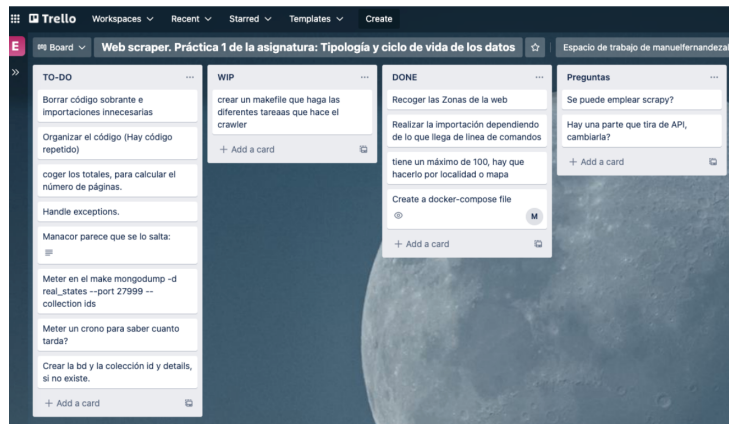 Trello
Workspaces
Recent
Starred
Templates
Create
E
Board
Web scraper. Práctica 1 de la asignatura: Tipología y ciclo de vida de los datos
Espacio de trabajo de manuelfernandezal
TO-DO
Borrar código sobrante e
importaciones innecesarias
Organizar el código (Hay código
repetido)
coger los totales, para calcular el
número de páginas.
Handle exceptions.
Manacor parece que se lo salta:
Meter en el make mongodump -d
real_states --port 27999 --
collection ids
Meter un crono para saber cuanto
tarda?
Crear la bd y la colección id y details,
si no existe.
+ Add a card
WIP
crear un makefile que haga las
diferentes tareaas que hace el
crawler
+ Add a card
DONE
Recoger las Zonas de la web
Realizar la importación dependiendo
de lo que llega de linea de comandos
tiene un máximo de 100, hay que
hacerlo por localidad o mapa
Create a docker-compose file
M
+ Add a card
Preguntas
Se puede emplear scrapy?
Hay una parte que tira de API,
cambiarla?
+ Add a card